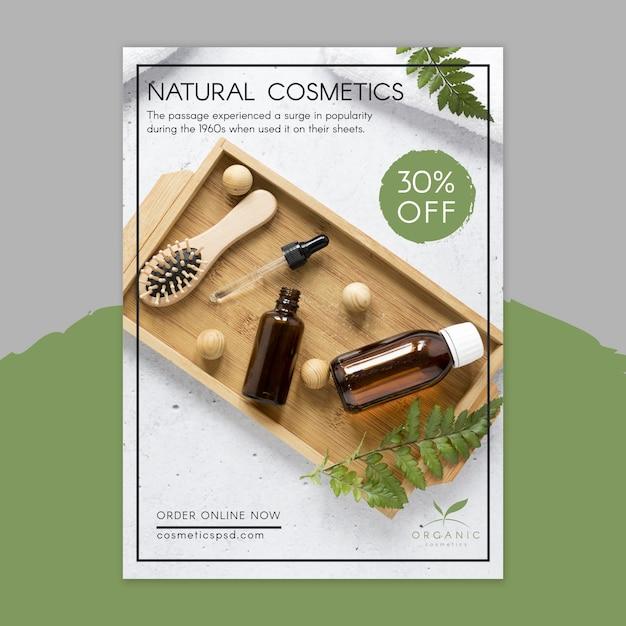 NATURAL COSMETICS
The passage experienced a surge in popularity
during the 1960s when used it on their sheets.
30%
OFF
ORDER ONLINE NOW
cosmeticspsd.com
ORGANIC
cosmetics